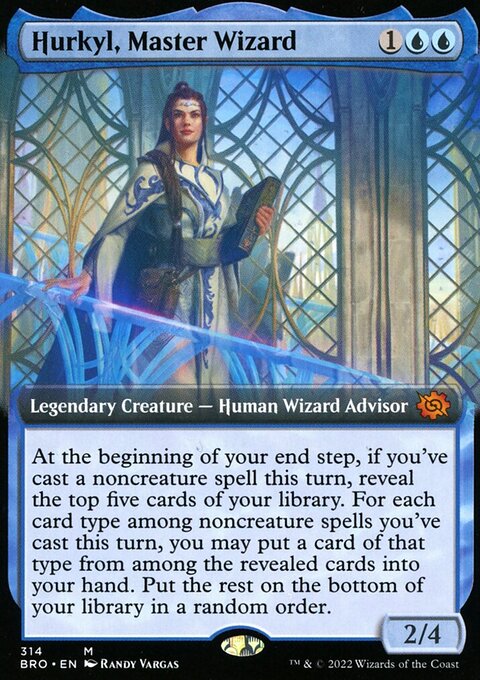 Hurkyl, Master Wizard 1
Legendary Creature — Human Wizard Advisor
At the beginning of your end step, if you've
cast a noncreature spell this turn, reveal
the top five cards of your library. For each
card type among noncreature spells you've
cast this turn, you may put a card of that
type from among the revealed cards into
your hand. Put the rest on the bottom of
your library in a random order.
2/4
314 M
BRO • EN RANDY VARGAS
™ & © 2022 Wizards of the Coast